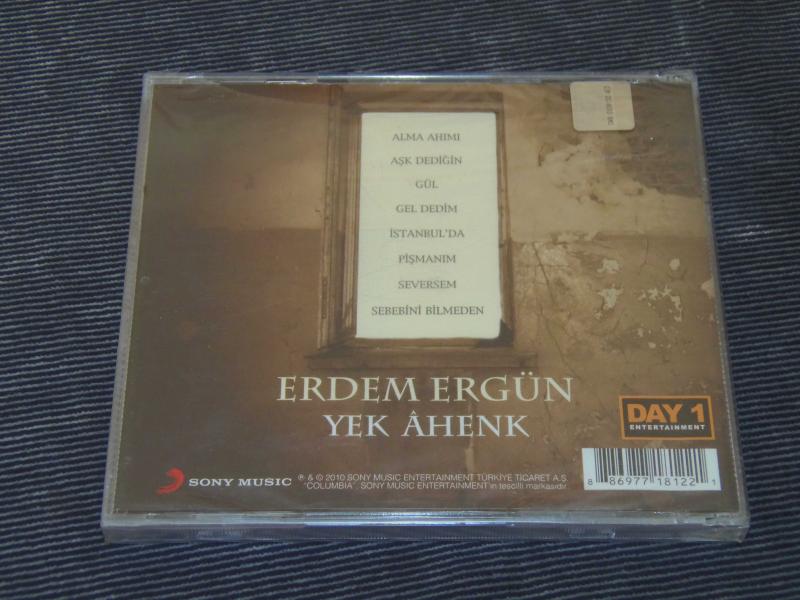 ALMA AHIMI
AŞK DEDİĞİN
GÜL
GEL DEDİM
İSTANBUL'DA
PİŞMANIM
SEVERSEM
SEBEBİNİ BİLMEDEN
ERDEM ERGÜN
YEK ÂHENK
DAY 1
ENTERTAINMENT
SONY MUSIC
℗ & © 2010 SONY MUSIC ENTERTAINMENT TÜRKİYE TİCARET A.Ş.
"COLUMBIA", SONY MUSIC ENTERTAINMENT'in tescilli markasıdır.
8 86977 18122 1